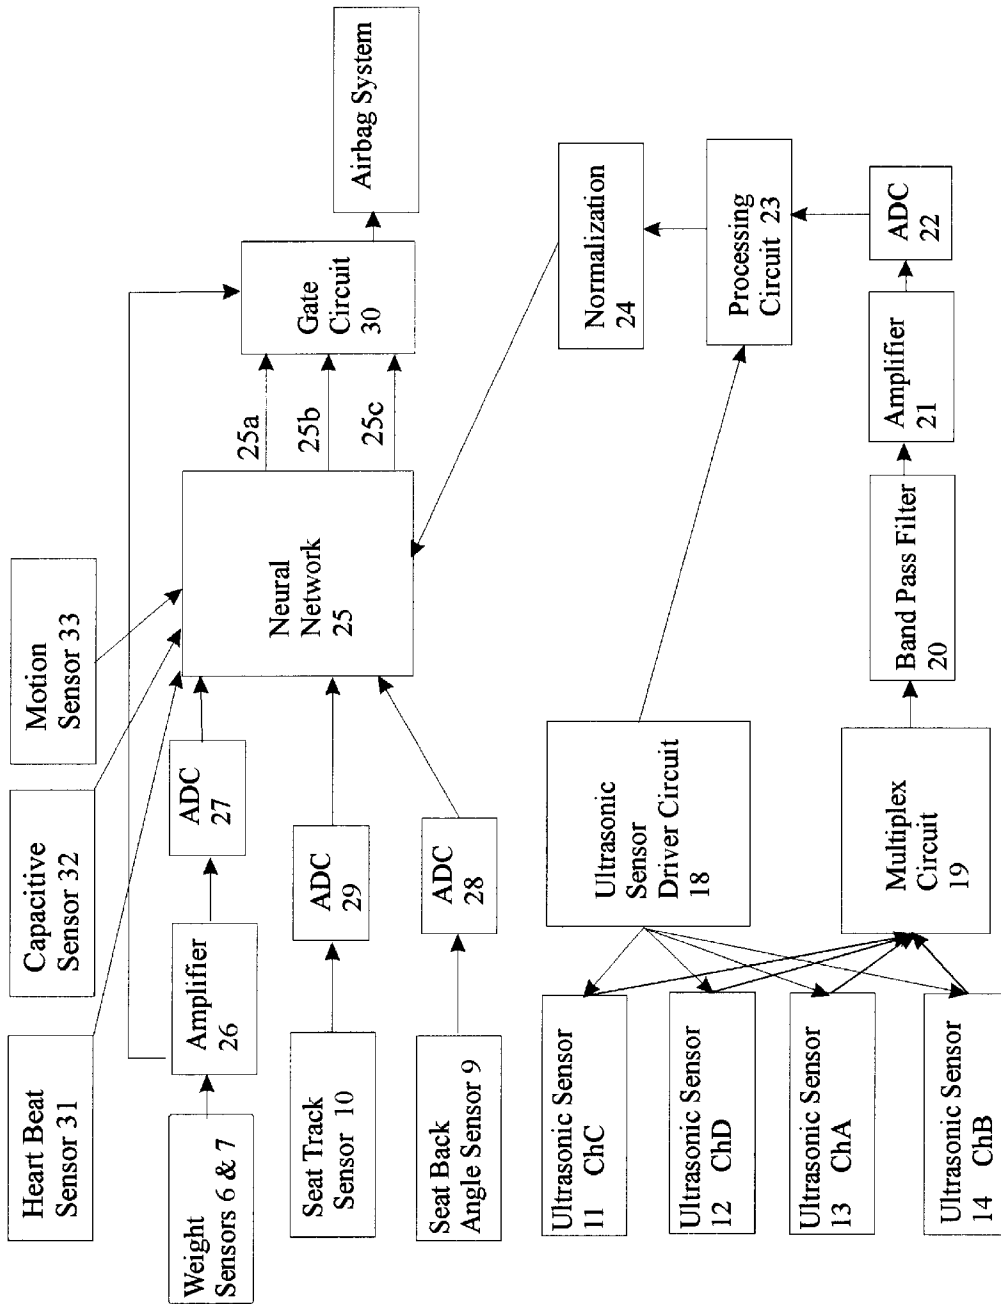 Heart Beat
Sensor 31
Capacitive
Sensor 32
Motion
Sensor 33
Weight
Sensors 6 & 7
Amplifier
26
ADC
27
Seat Track
Sensor 10
ADC
29
Seat Back
Angle Sensor 9
ADC
28
Neural
Network
25
25a
25b
25c
Gate
Circuit
30
Airbag System
Ultrasonic Sensor
11 ChC
Ultrasonic Sensor
12 ChD
Ultrasonic Sensor
13 ChA
Ultrasonic Sensor
14 ChB
Ultrasonic
Sensor
Driver Circuit
18
Multiplex
Circuit
19
Band Pass Filter
20
Amplifier
21
ADC
22
Processing
Circuit 23
Normalization
24